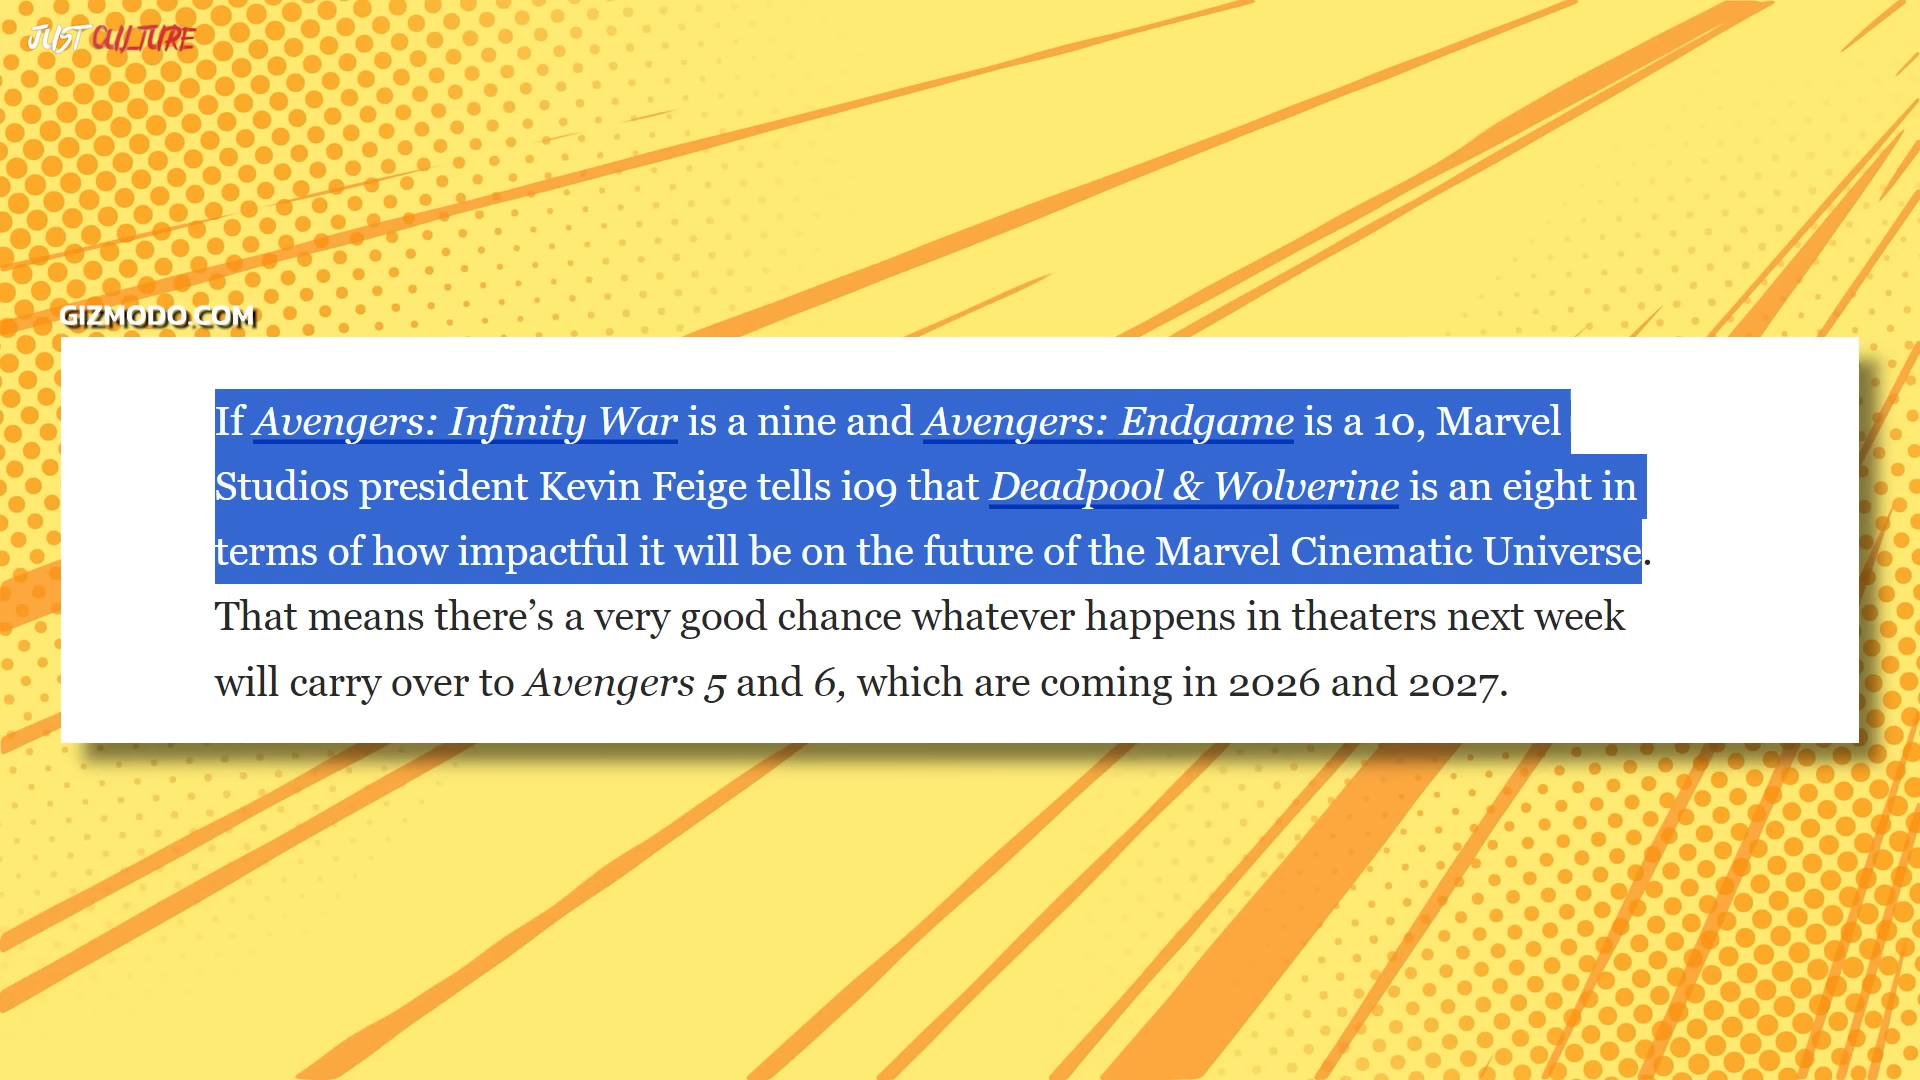 JUST CULTURE
GIZMODO.COM
If Avengers: Infinity War is a nine and Avengers: Endgame is a 10, Marvel
Studios president Kevin Feige tells io9 that Deadpool & Wolverine is an eight in
terms of how impactful it will be on the future of the Marvel Cinematic Universe.
That means there’s a very good chance whatever happens in theaters next week
will carry over to Avengers 5 and 6, which are coming in 2026 and 2027.